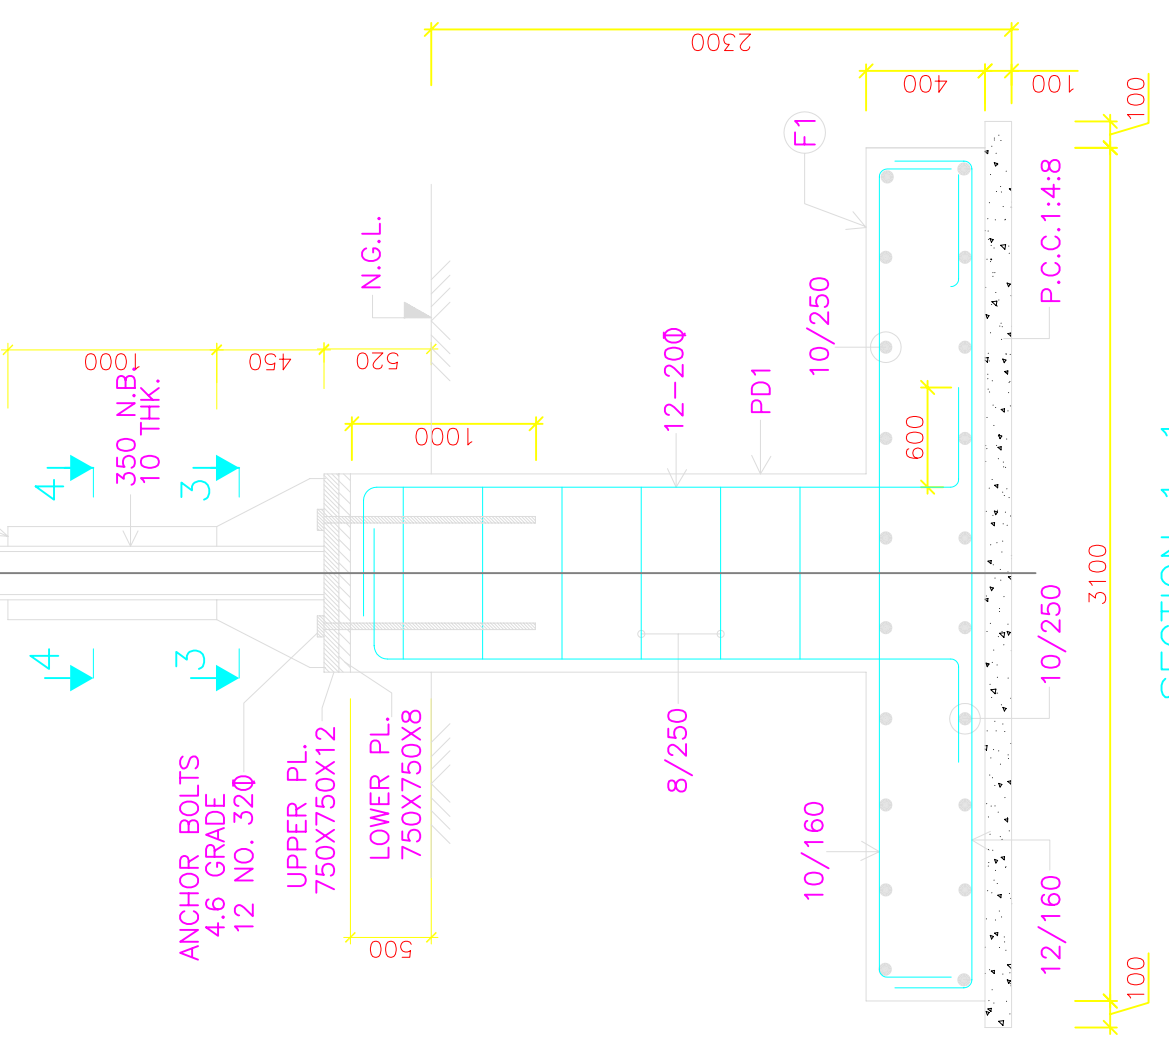 2300
400
100
100
F1
P.C.C.1:4:8
N.G.L.
1000
450
520
350 N.B.
10 THK.
1000
12-20Φ
PD1
10/250
600
4
3
3100
4
3
10/250
ANCHOR BOLTS
4.6 GRADE
12 NO. 32Φ
UPPER PL.
750X750X12
LOWER PL.
750X750X8
8/250
10/160
12/160
500
100